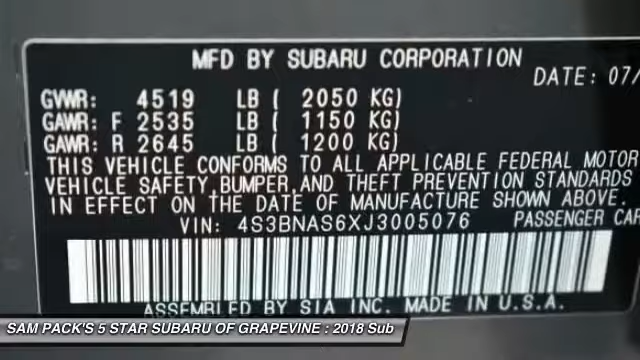 MFD BY SUBARU CORPORATION
DATE: 07/
GVWR: 4519 LB ( 2050 KG)
GAWR: F 2535 LB ( 1150 KG)
GAWR: R 2645 LB ( 1200 KG)
THIS VEHICLE CONFORMS TO ALL APPLICABLE FEDERAL MOTOR
VEHICLE SAFETY, BUMPER, AND THEFT PREVENTION STANDARDS
IN EFFECT ON THE DATE OF MANUFACTURE SHOWN ABOVE.
VIN: 4S3BNAS6XJ3005076 PASSENGER CAR
ASSEMBLED BY SIA INC. MADE IN U.S.A.
SAM PACK'S 5 STAR SUBARU OF GRAPEVINE : 2018 Sub